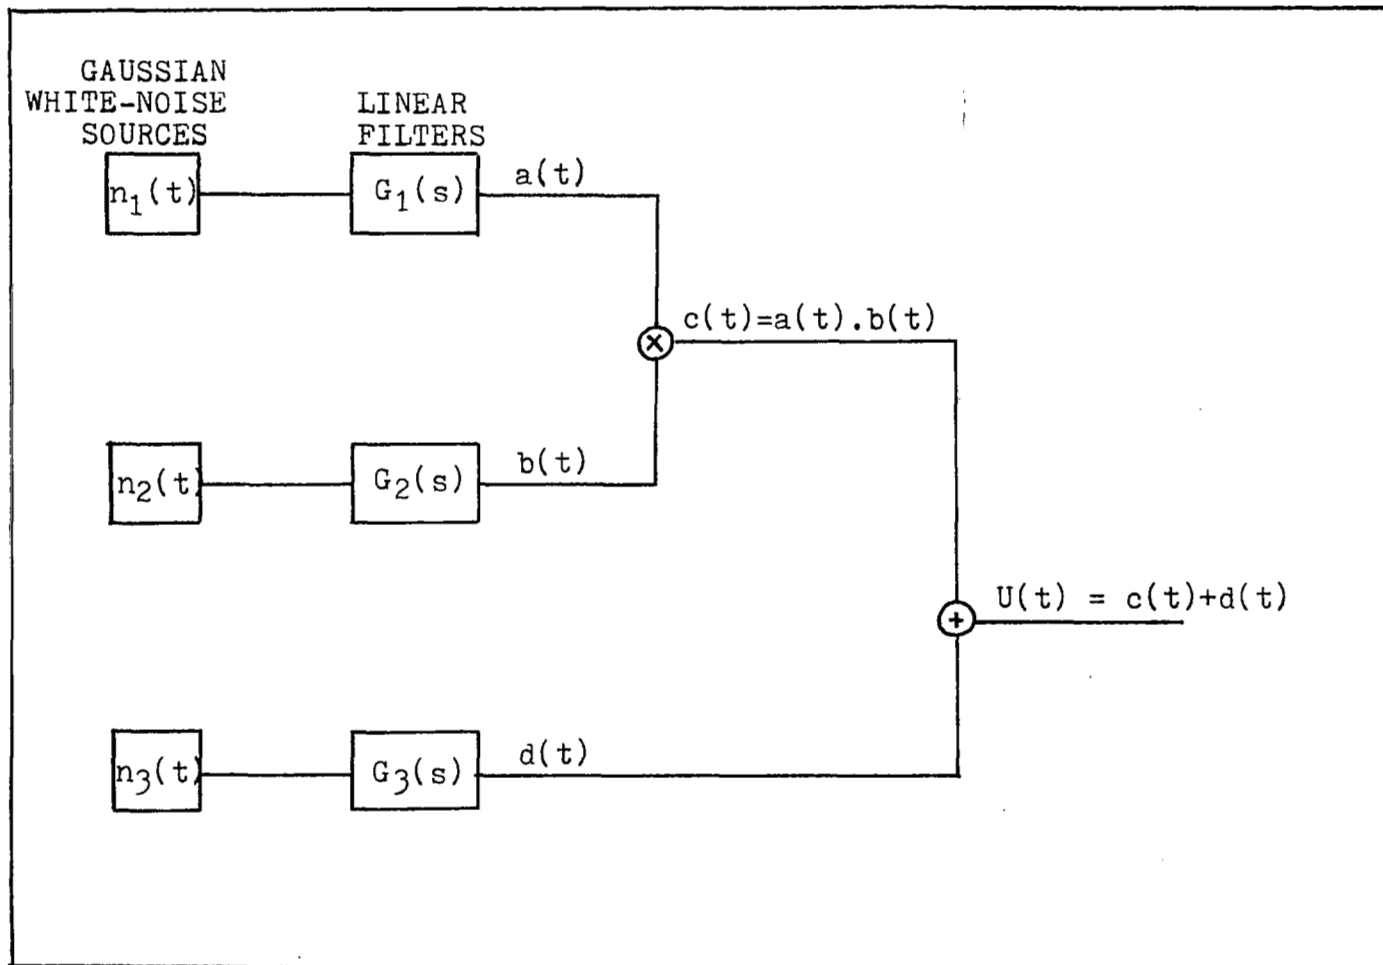 GAUSSIAN
WHITE-NOISE
SOURCES
LINEAR
FILTERS
n₁(t)
G₁(s)
a(t)
c(t)=a(t).b(t)
n₂(t)
G₂(s)
b(t)
U(t) = c(t)+d(t)
n₃(t)
G₃(s)
d(t)